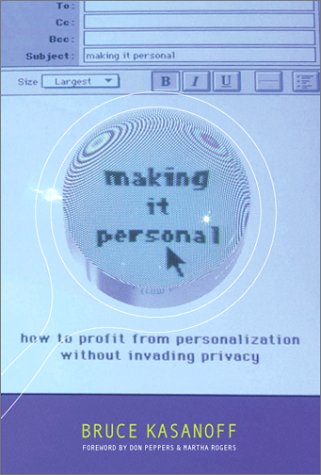 To:
Cc:
Bcc:
Subject: making it personal
Size Largest B I U
making
it
personal
how to profit from personalization
without invading privacy
BRUCE KASANOFF
FOREWORD BY DON PEPPERS & MARTHA ROGERS